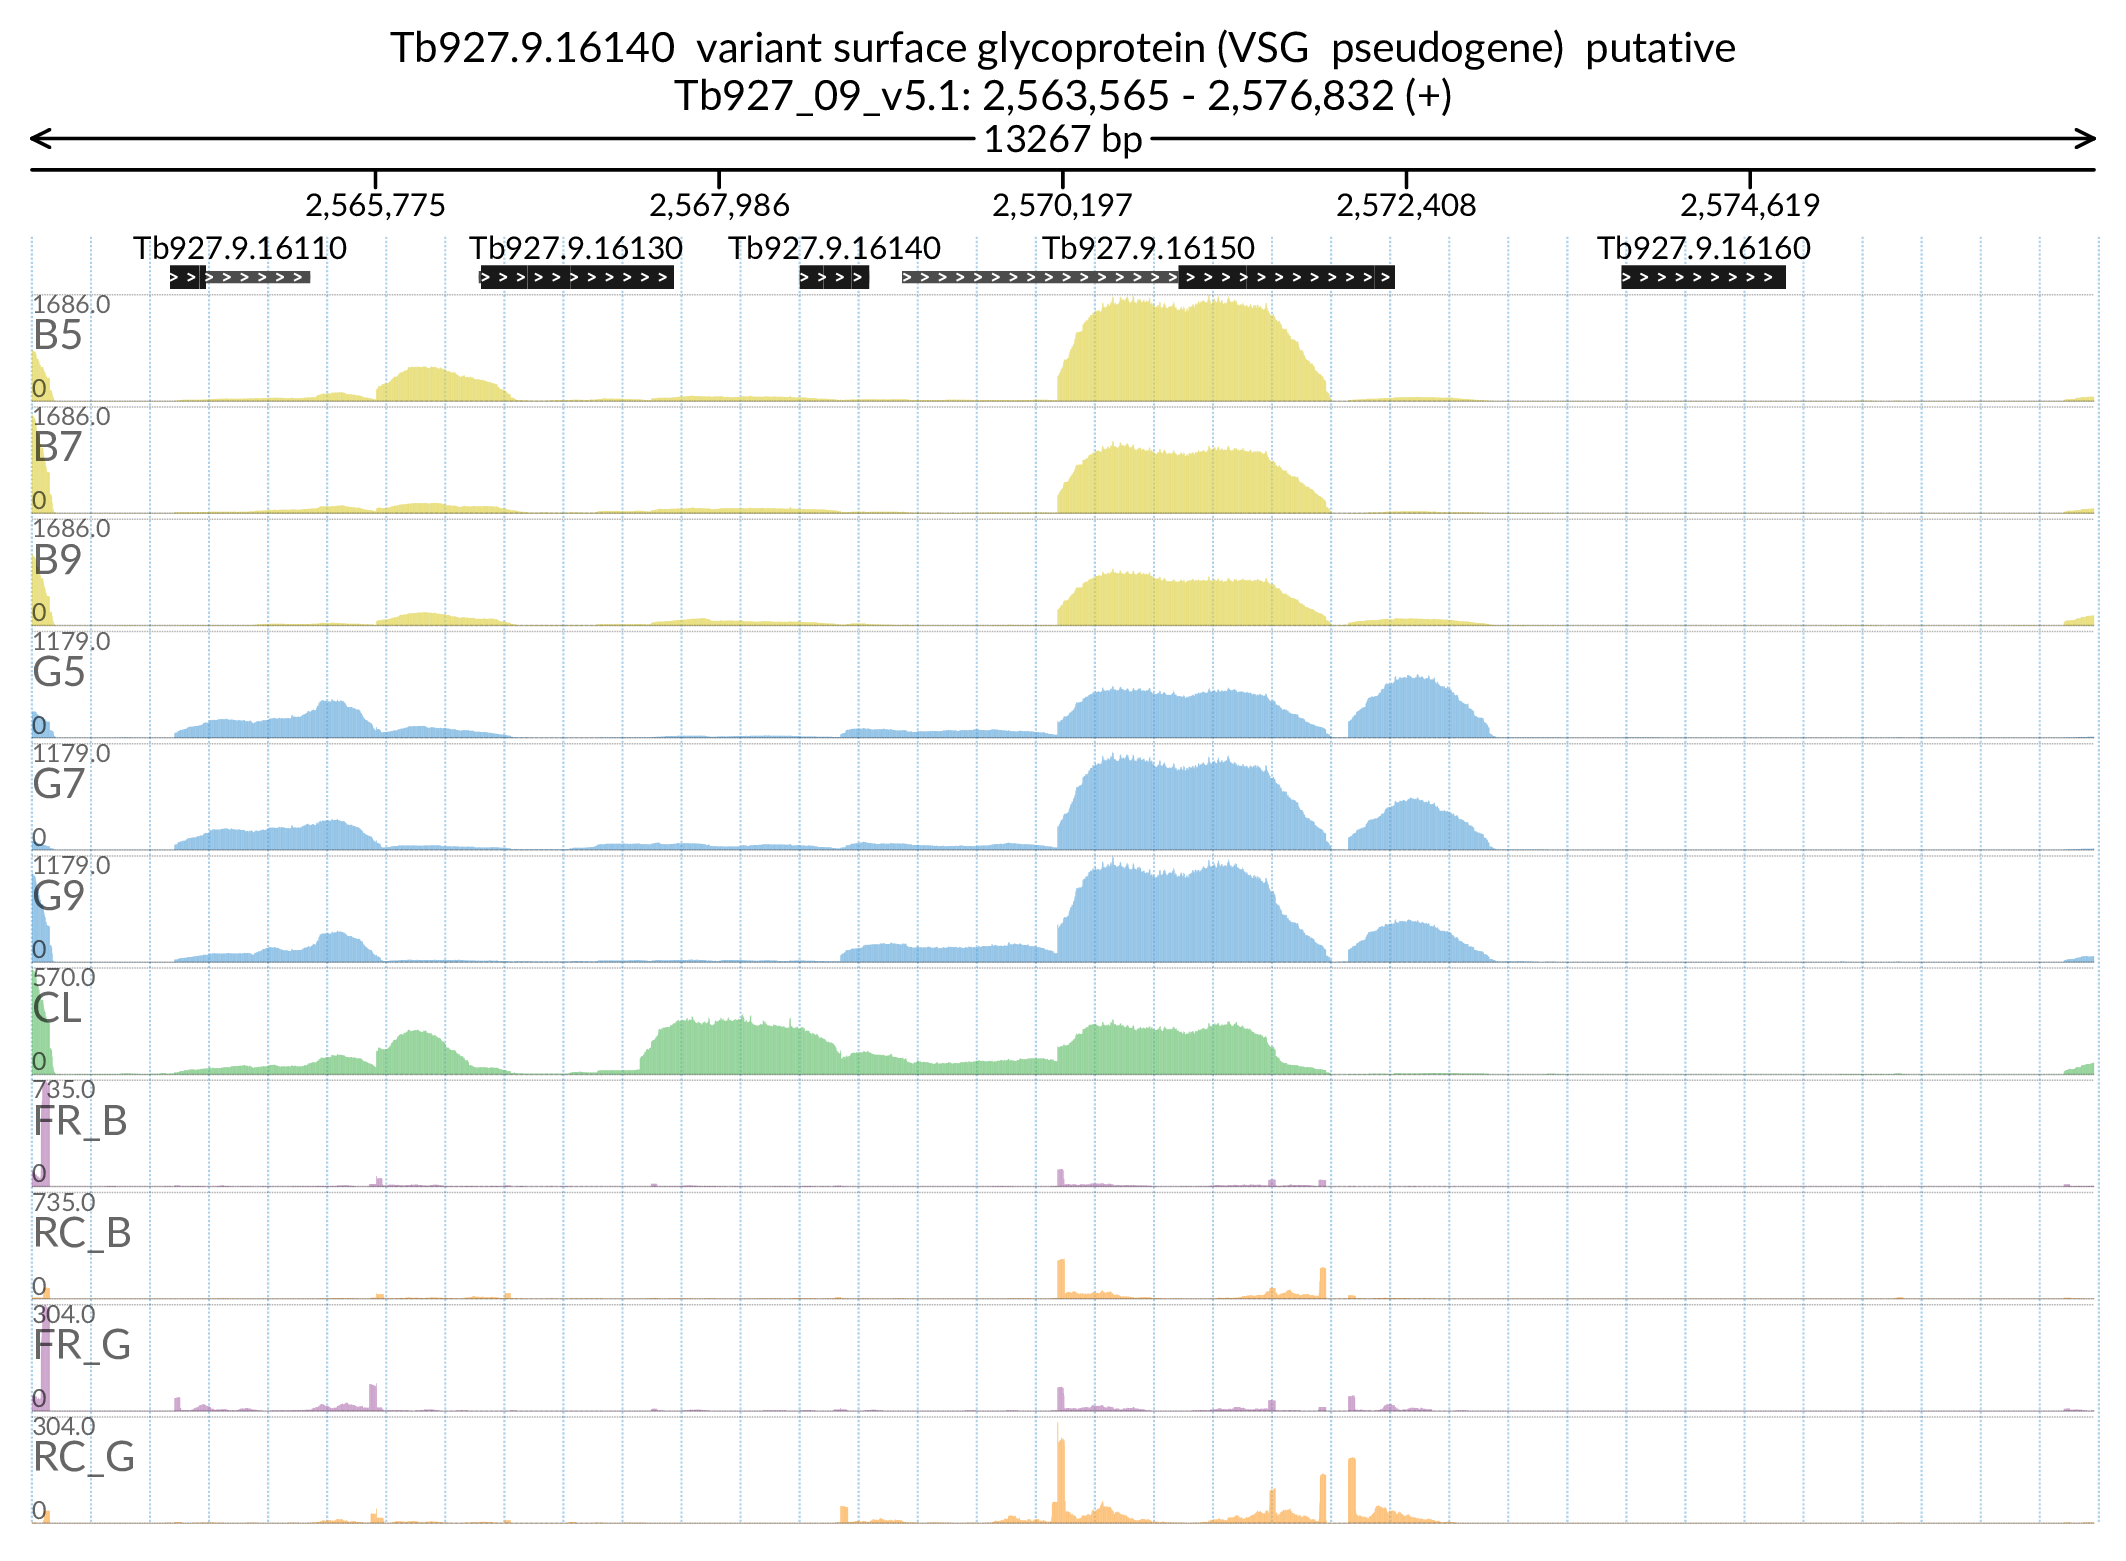 Tb927.9.16140  variant surface glycoprotein (VSG  pseudogene)  putative
Tb927_09_v5.1: 2,563,565 - 2,576,832 (+)
13267 bp
2,565,775 2,567,986 2,570,197 2,572,408 2,574,619
Tb927.9.16110 Tb927.9.16130 Tb927.9.16140 Tb927.9.16150 Tb927.9.16160
1686.0
B5
0
1686.0
B7
0
1686.0
B9
0
1179.0
G5
0
1179.0
G7
0
1179.0
G9
0
570.0
CL
0
735.0
FR_B
0
735.0
RC_B
0
304.0
FR_G
0
304.0
RC_G
0